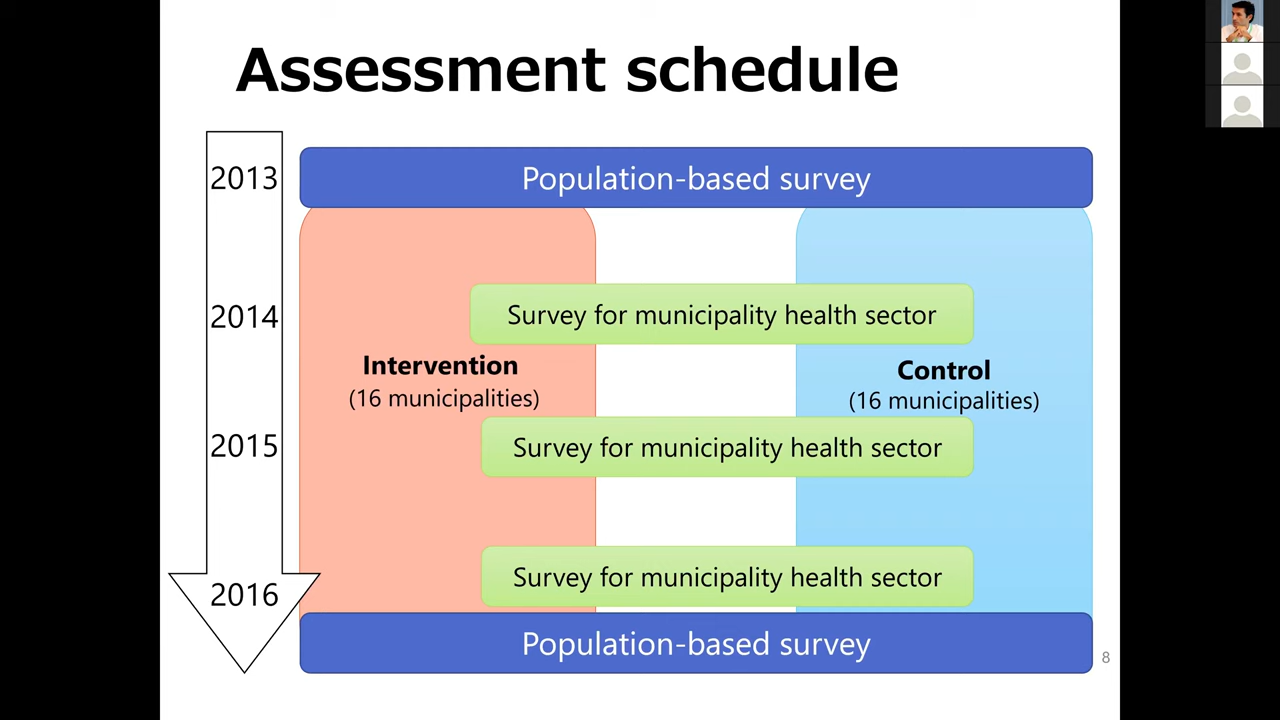 Assessment schedule
2013
Population-based survey
2014
Survey for municipality health sector
Intervention
(16 municipalities)
Control
(16 municipalities)
2015
Survey for municipality health sector
2016
Survey for municipality health sector
Population-based survey
8